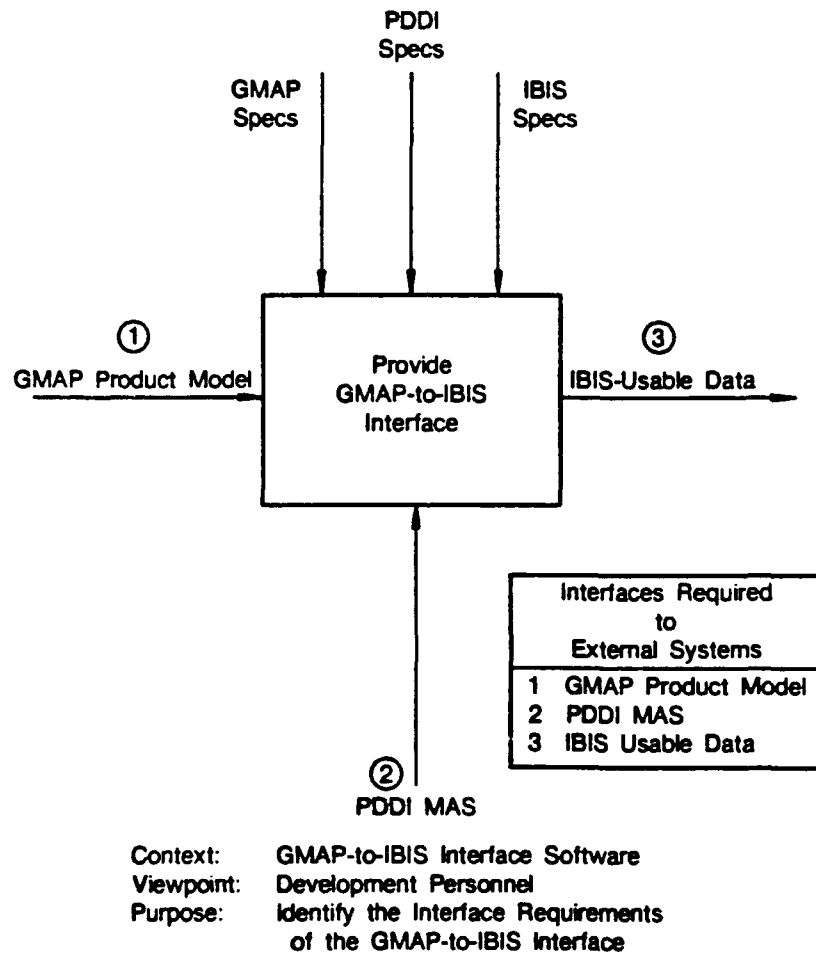 PDDI
Specs
GMAP
Specs
IBIS
Specs
1
GMAP Product Model
Provide
GMAP-to-IBIS
Interface
3
IBIS-Usable Data
Interfaces Required
to
External Systems
1 GMAP Product Model
2 PDDI MAS
3 IBIS Usable Data
2
PDDI MAS
Context: GMAP-to-IBIS Interface Software
Viewpoint: Development Personnel
Purpose: Identify the Interface Requirements
of the GMAP-to-IBIS Interface